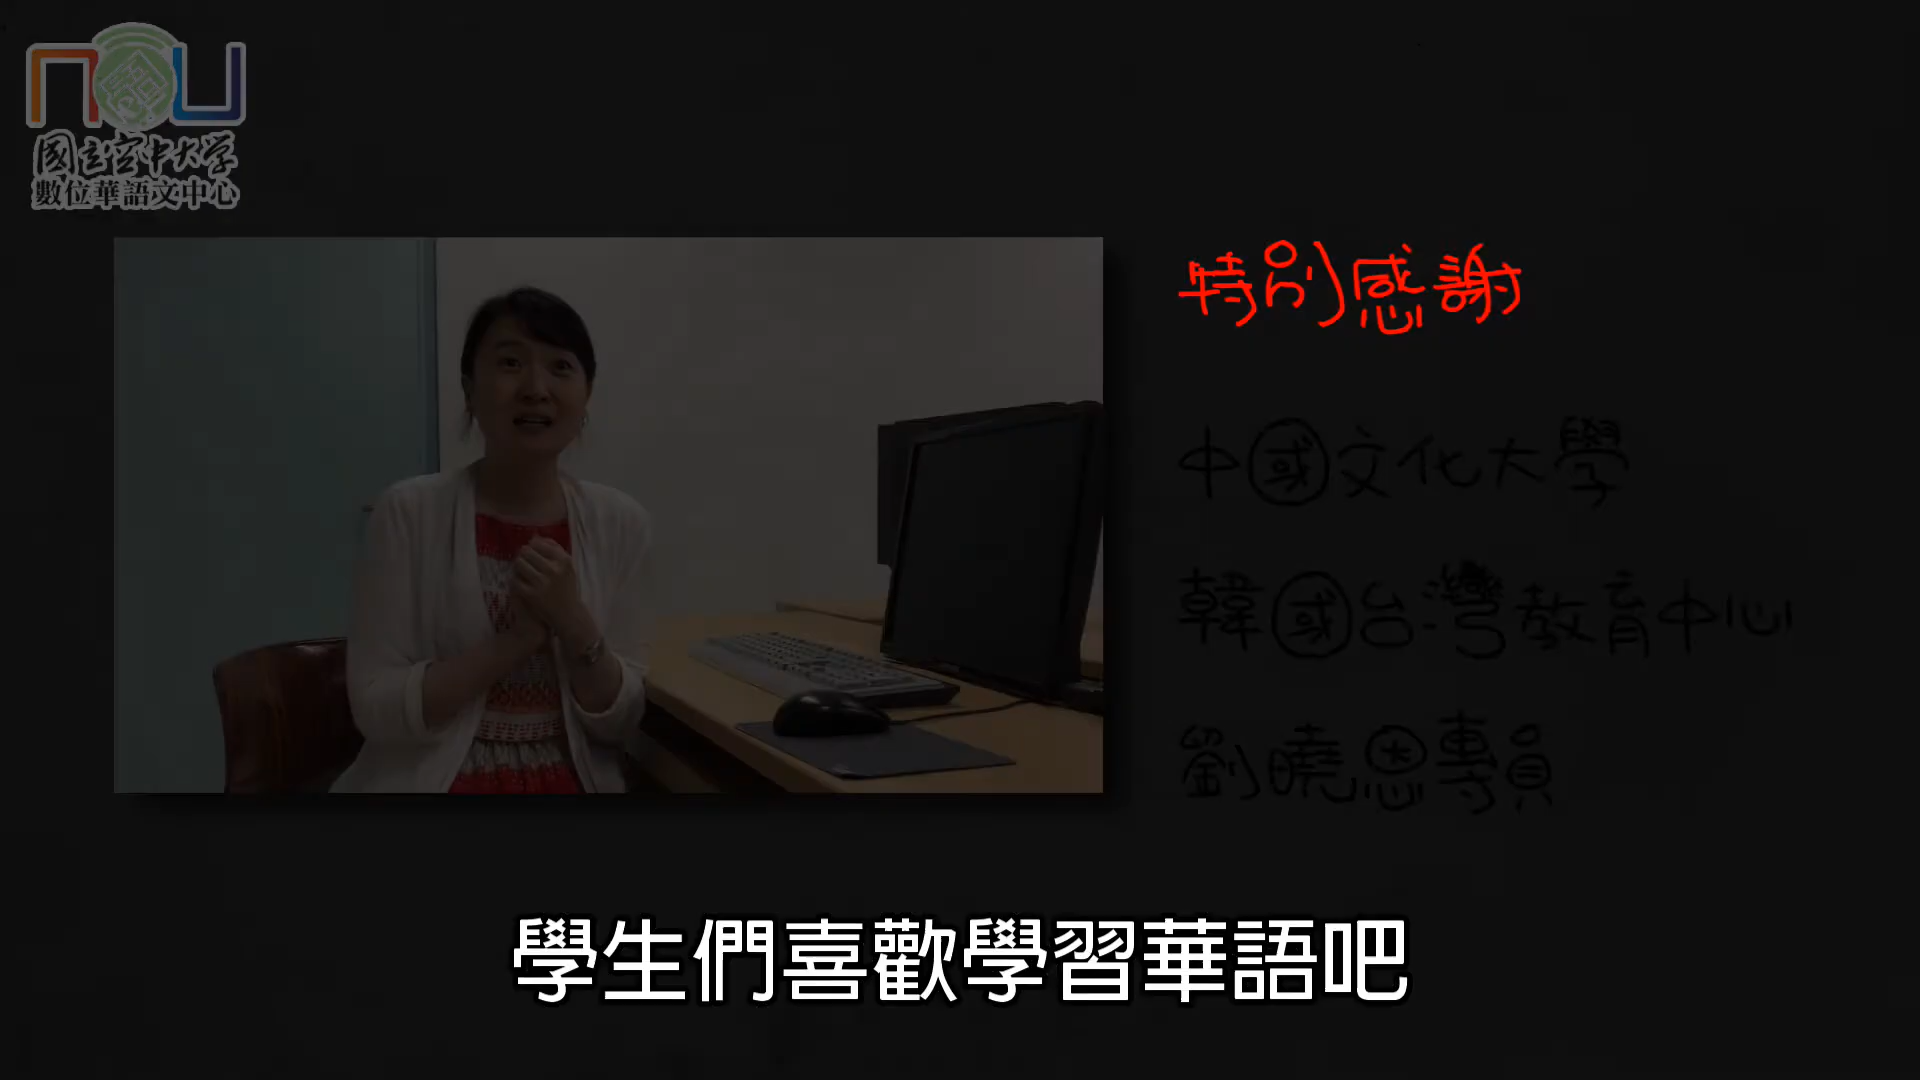 nou
國立空中大学
數位華語文中心
特別感謝
中國文化大學
韓國台灣教育中心
劉曉恩專員
學生們喜歡學習華語吧